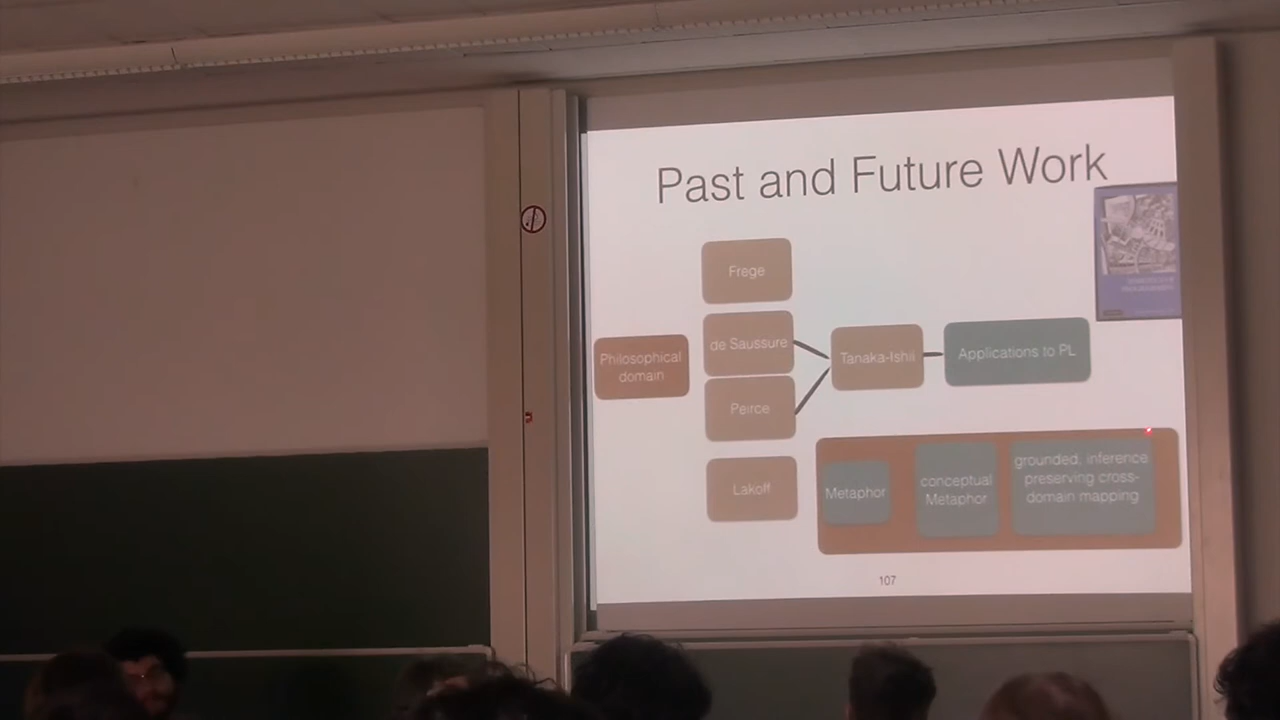 Past and Future Work
Frege
de Saussure
Philosophical
domain
Tanaka-Ishii
Applications to PL
Peirce
Lakoff
Metaphor
conceptual
Metaphor
grounded, inference
preserving cross-
domain mapping
107